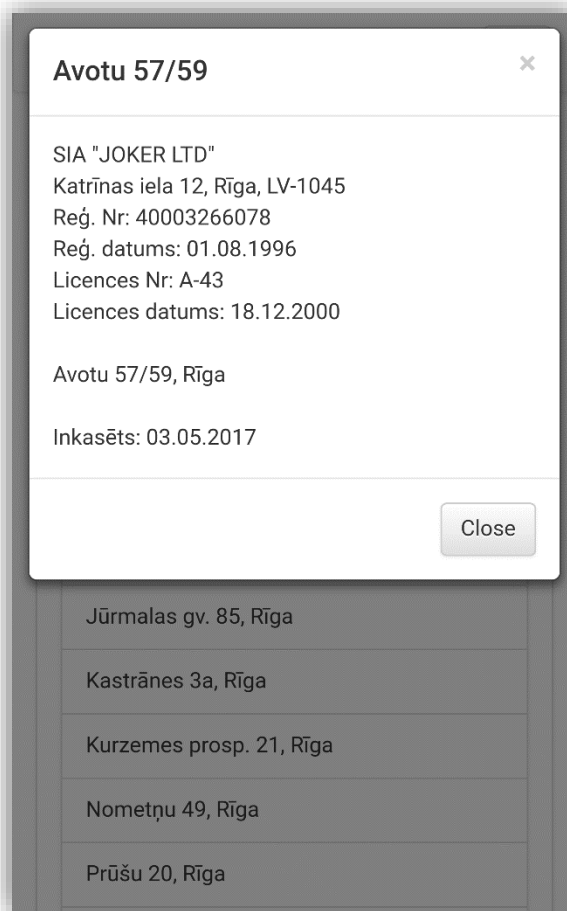 Avotu 57/59
×
SIA "JOKER LTD"
Katrīnas iela 12, Rīga, LV-1045
Reģ. Nr: 40003266078
Reģ. datums: 01.08.1996
Licences Nr: A-43
Licences datums: 18.12.2000
Avotu 57/59, Rīga
Inkasēts: 03.05.2017
Close
Jūrmalas gv. 85, Rīga
Kastrānes 3a, Rīga
Kurzemes prosp. 21, Rīga
Nometņu 49, Rīga
Prūšu 20, Rīga